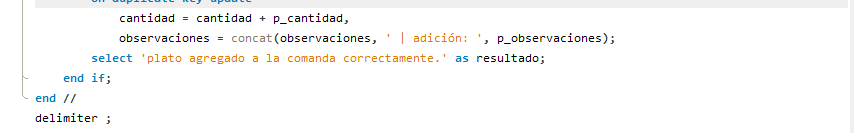 on duplicate key update
cantidad = cantidad + p_cantidad,
observaciones = concat(observaciones, ' | adición: ', p_observaciones);
select 'plato agregado a la comanda correctamente.' as resultado;
end if;
end //
delimiter ;